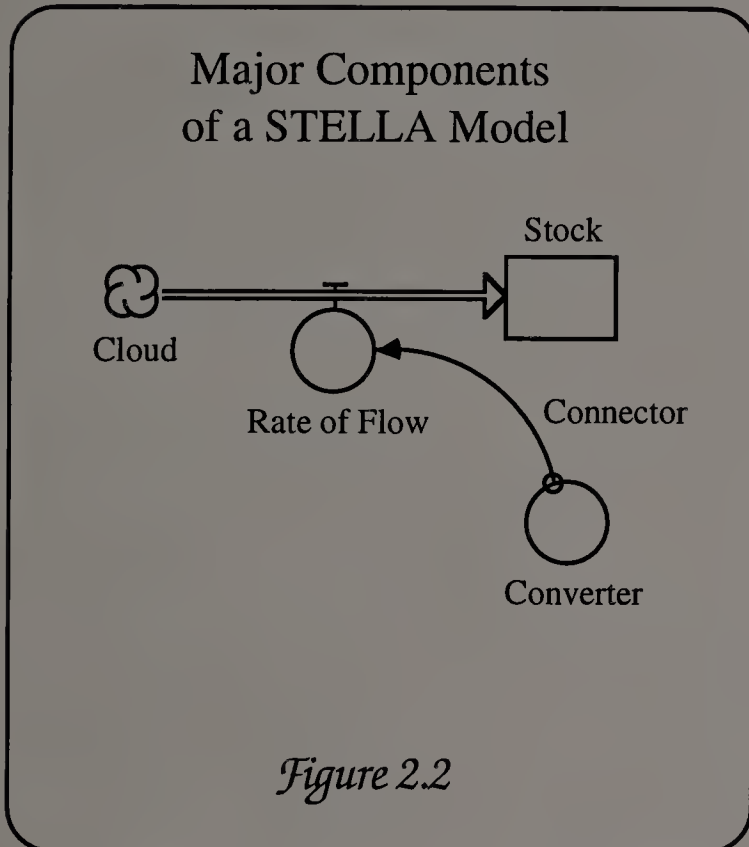 Major Components
of a STELLA Model
Stock
Cloud
Rate of Flow
Connector
Converter
Figure 2.2